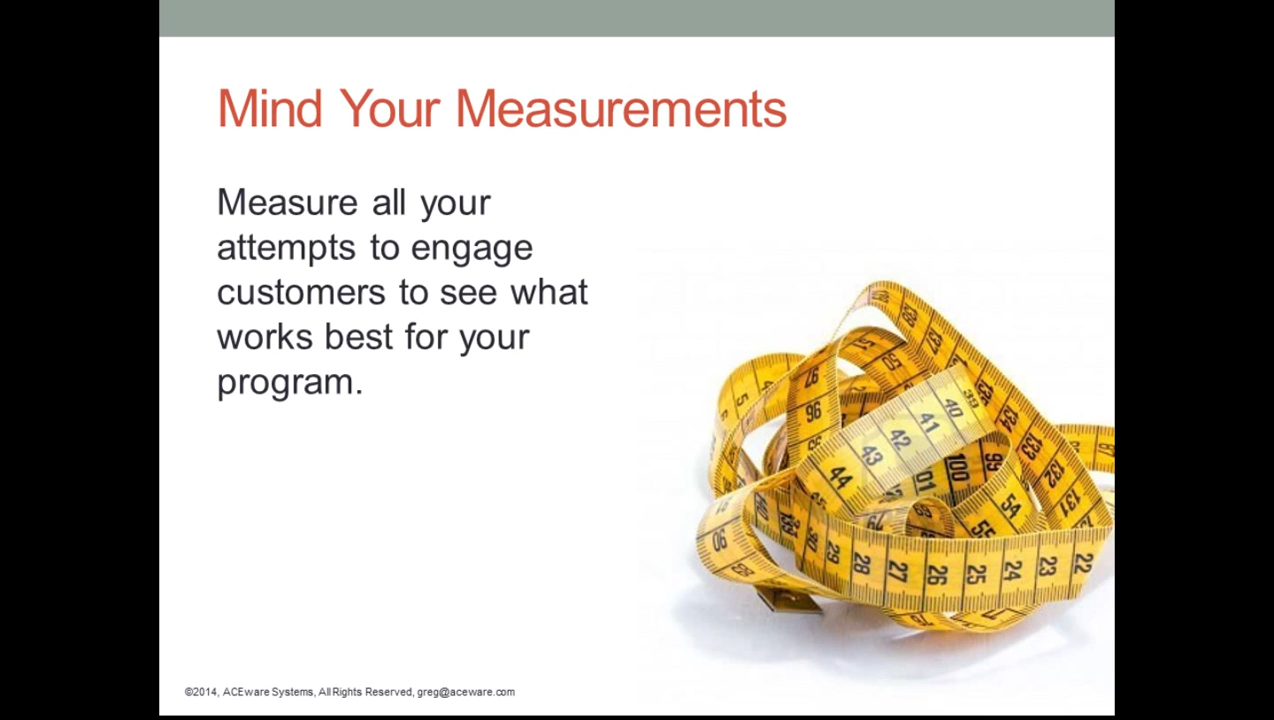 Mind Your Measurements
Measure all your
attempts to engage
customers to see what
works best for your
program.
©2014, ACEware Systems, All Rights Reserved, greg@aceware.com